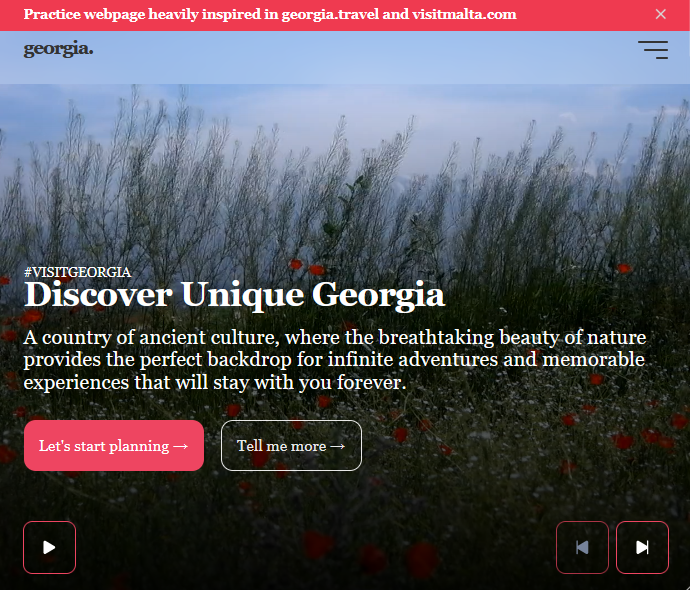 Practice webpage heavily inspired in georgia.travel and visitmalta.com
georgia.
#VISITGEORGIA
Discover Unique Georgia
A country of ancient culture, where the breathtaking beauty of nature
provides the perfect backdrop for infinite adventures and memorable
experiences that will stay with you forever.
Let's start planning →
Tell me more →